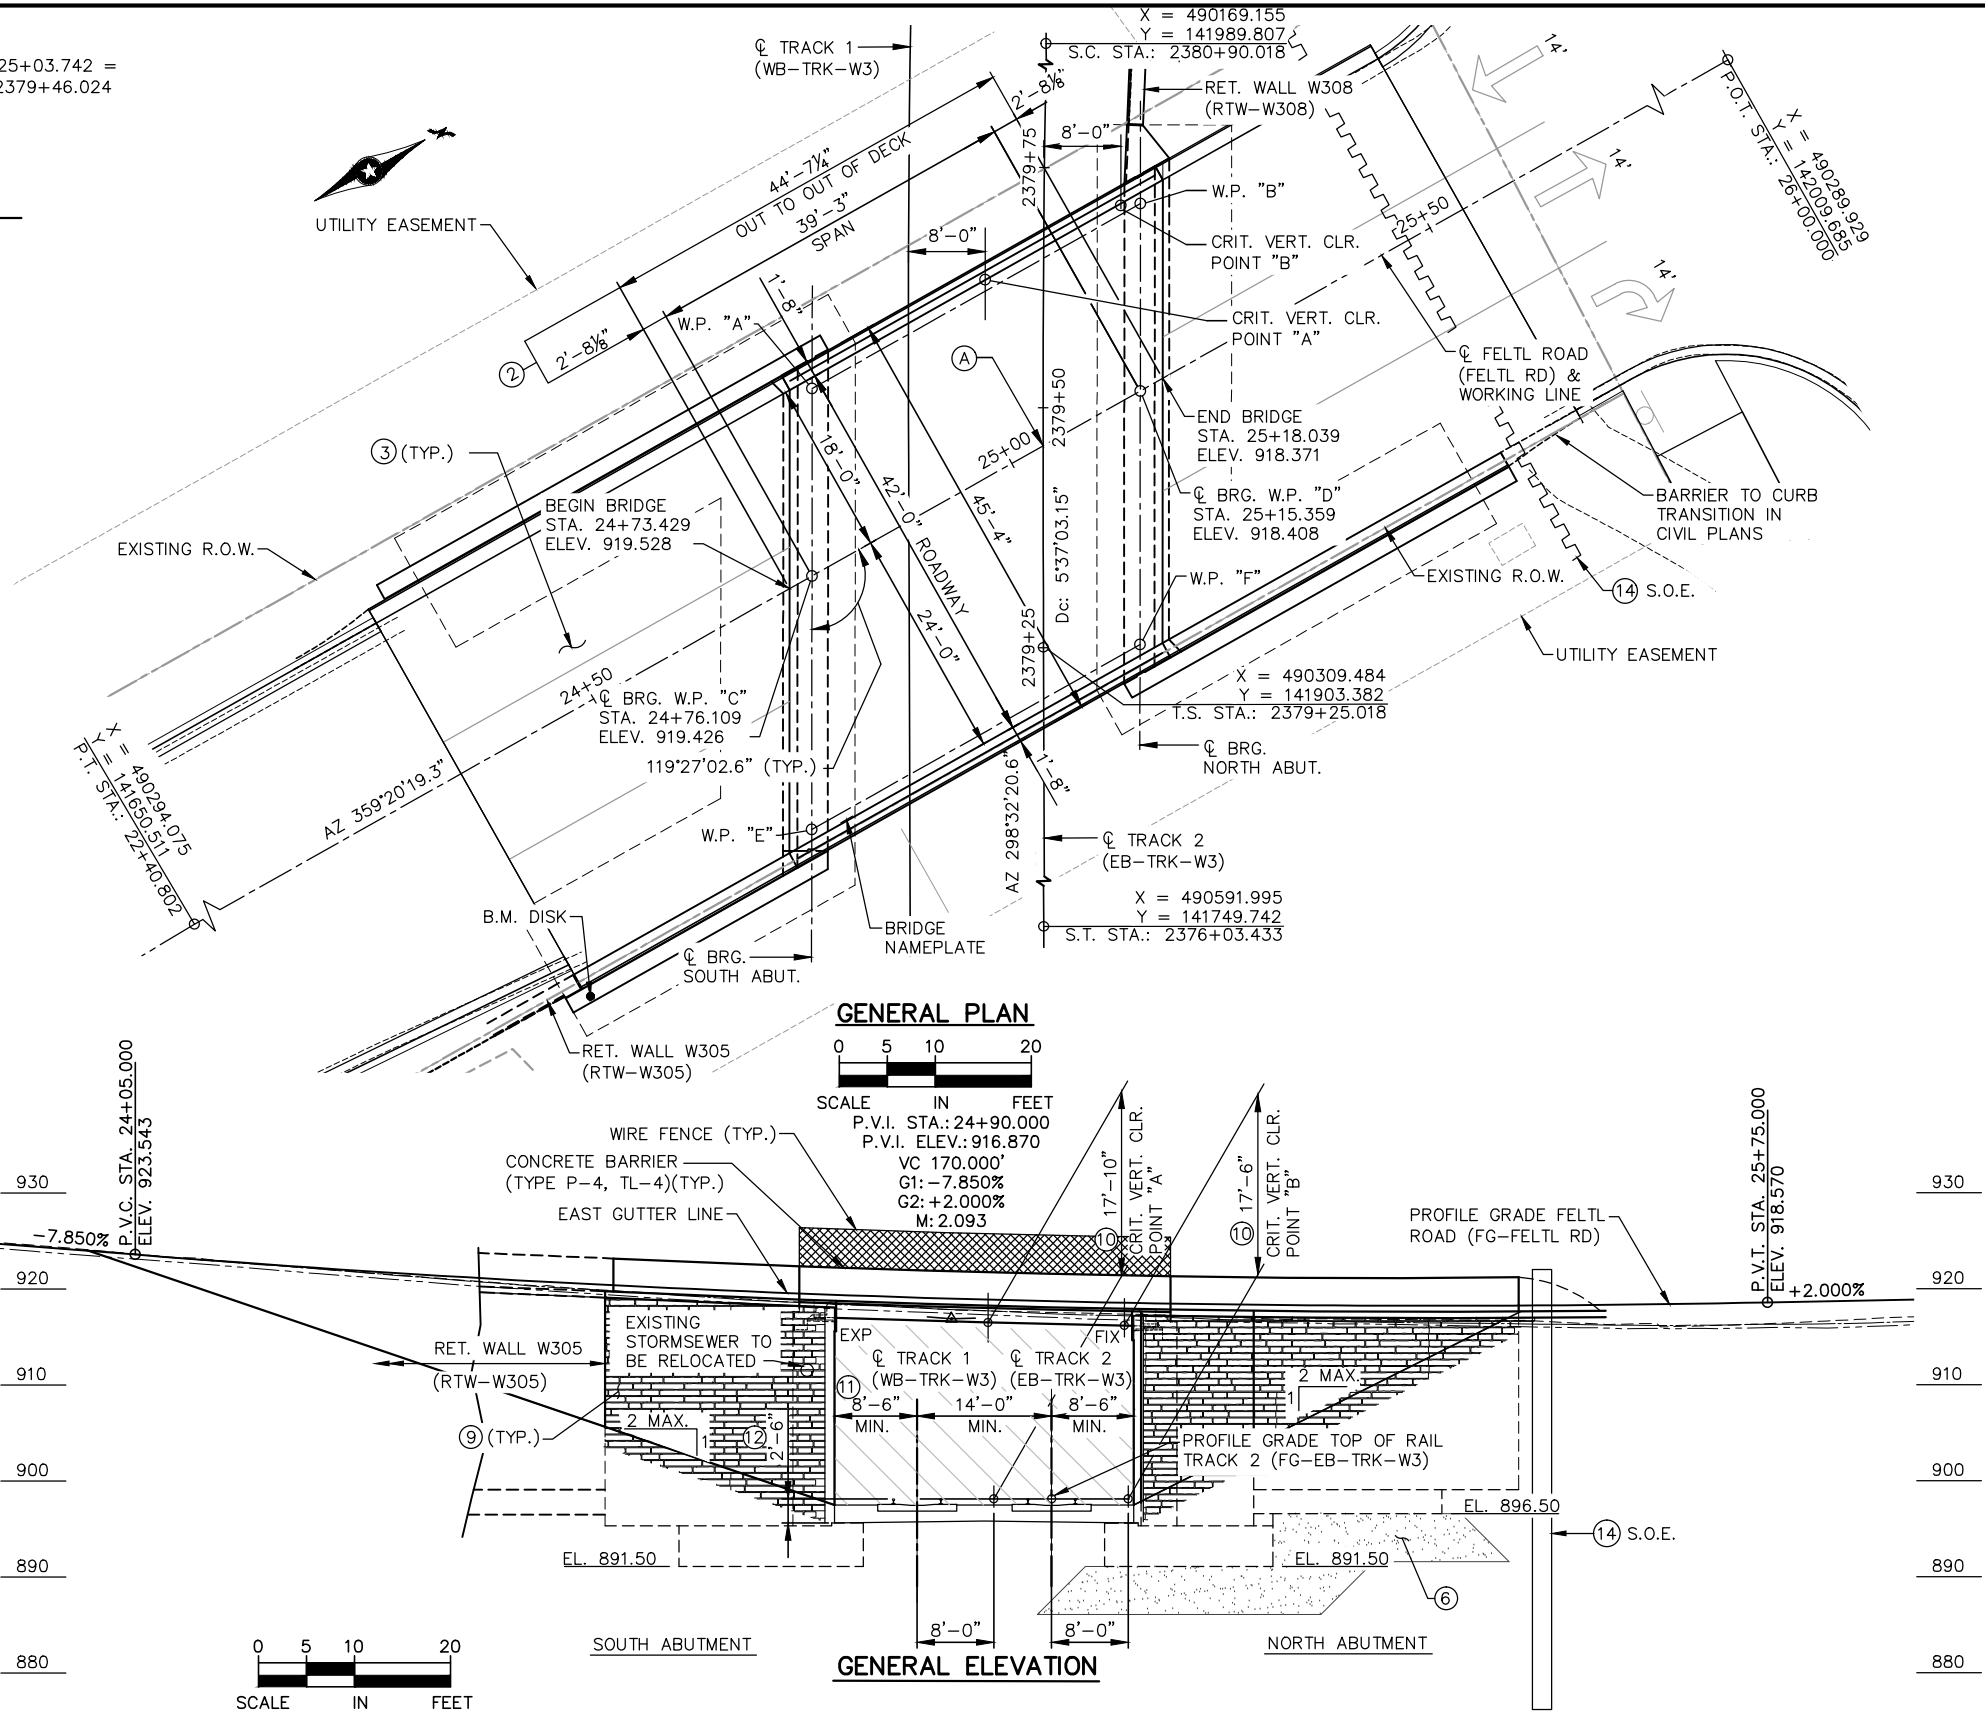 25+03.742 =
2379+46.024
℄ TRACK 1
(WB-TRK-W3)
X = 490169.155
Y = 141989.807
S.C. STA.: 2380+90.018
2'-8⅛"
44'-7¼"
OUT TO OUT OF DECK
39'-3"
SPAN
8'-0"
2379+75
RET. WALL W308
(RTW-W308)
14'
14'
14'
X = 490289.929
Y = 142009.685
P.O.T. STA.: 26+00.000
UTILITY EASEMENT
8'-0"
W.P. "B"
25+50
CRIT. VERT. CLR.
POINT "B"
1'-8"
W.P. "A"
2'-8⅛"
2
CRIT. VERT. CLR.
POINT "A"
A
℄ FELTL ROAD
(FELTL RD) &
WORKING LINE
2379+50
END BRIDGE
STA. 25+18.039
ELEV. 918.371
3 (TYP.)
18'-0"
25+00
42'-0" ROADWAY
45'-4"
24'-0"
BEGIN BRIDGE
STA. 24+73.429
ELEV. 919.528
℄ BRG. W.P. "D"
STA. 25+15.359
ELEV. 918.408
BARRIER TO CURB
TRANSITION IN
CIVIL PLANS
EXISTING R.O.W.
EXISTING R.O.W.
14 S.O.E.
Dc: 5°37'03.15"
W.P. "F"
2379+25
UTILITY EASEMENT
24+50
℄ BRG. W.P. "C"
STA. 24+76.109
ELEV. 919.426
119°27'02.6" (TYP.)
X = 490309.484
Y = 141903.382
T.S. STA.: 2379+25.018
℄ BRG.
NORTH ABUT.
1'-8"
X = 490294.075
Y = 141650.511
P.T. STA.: 22+40.802
AZ 359°20'19.3"
W.P. "E"
AZ 298°32'20.6"
℄ TRACK 2
(EB-TRK-W3)
B.M. DISK
BRIDGE
NAMEPLATE
X = 490591.995
Y = 141749.742
S.T. STA.: 2376+03.433
℄ BRG.
SOUTH ABUT.
GENERAL PLAN
0 5 10 20
SCALE IN FEET
RET. WALL W305
(RTW-W305)
P.V.C. STA. 24+05.000
ELEV. 923.543
P.V.I. STA.: 24+90.000
P.V.I. ELEV.: 916.870
VC 170.000'
G1: -7.850%
G2: +2.000%
M: 2.093
WIRE FENCE (TYP.)
CONCRETE BARRIER
(TYPE P-4, TL-4)(TYP.)
EAST GUTTER LINE
10 17'-10"
CRIT. VERT. CLR.
POINT "A"
10 17'-6"
CRIT. VERT. CLR.
POINT "B"
P.V.T. STA. 25+75.000
ELEV. 918.570
930
930
-7.850%
PROFILE GRADE FELTL
ROAD (FG-FELTL RD)
920
920
+2.000%
EXISTING
STORMSEWER TO
BE RELOCATED
EXP
FIX
RET. WALL W305
(RTW-W305)
℄ TRACK 1
(WB-TRK-W3)
℄ TRACK 2
(EB-TRK-W3)
910
910
11
8'-6"
MIN.
14'-0"
MIN.
8'-6"
MIN.
2 MAX.
1
2 MAX.
1
9 (TYP.)
12
2'-6"
PROFILE GRADE TOP OF RAIL
TRACK 2 (FG-EB-TRK-W3)
900
900
EL. 896.50
14 S.O.E.
EL. 891.50
EL. 891.50
890
890
6
8'-0"
8'-0"
SOUTH ABUTMENT
NORTH ABUTMENT
GENERAL ELEVATION
880
880
0 5 10 20
SCALE IN FEET